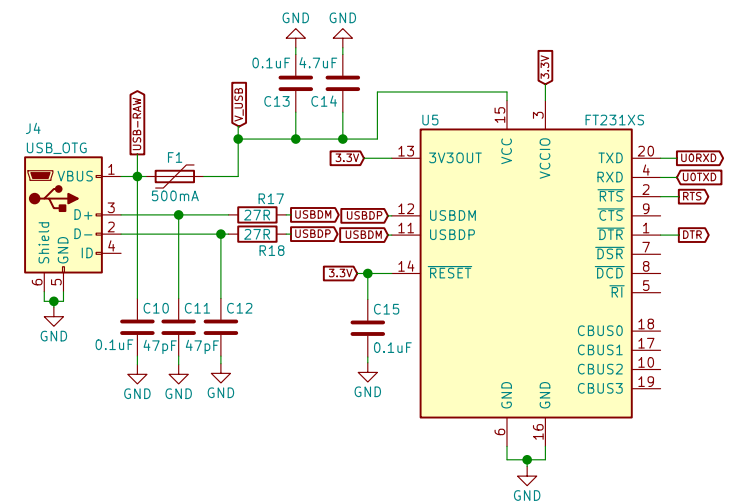 GND GND
0.1uF 4.7uF
C13 C14
3.3V
USB-RAW
V_USB
J4
USB_OTG
VBUS 1
D+ 3
D- 2
ID 4
Shield
GND
6 5
GND
F1
500mA
R17
27R
USBDM USBDP
27R
USBDP USBDM
R18
C10 C11 C12
0.1uF 47pF 47pF
GND GND GND
3.3V
3.3V
C15
0.1uF
GND
U5 FT231XS
15 3
VCC
VCCIO
13 3V3OUT
12 USBDM
11 USBDP
14 RESET
TXD 20 U0RXD
RXD 4 U0TXD
RTS 2 RTS
CTS 9
DTR 1 DTR
DSR 7
DCD 8
RI 5
CBUS0 18
CBUS1 17
CBUS2 10
CBUS3 19
GND GND
6 16
GND